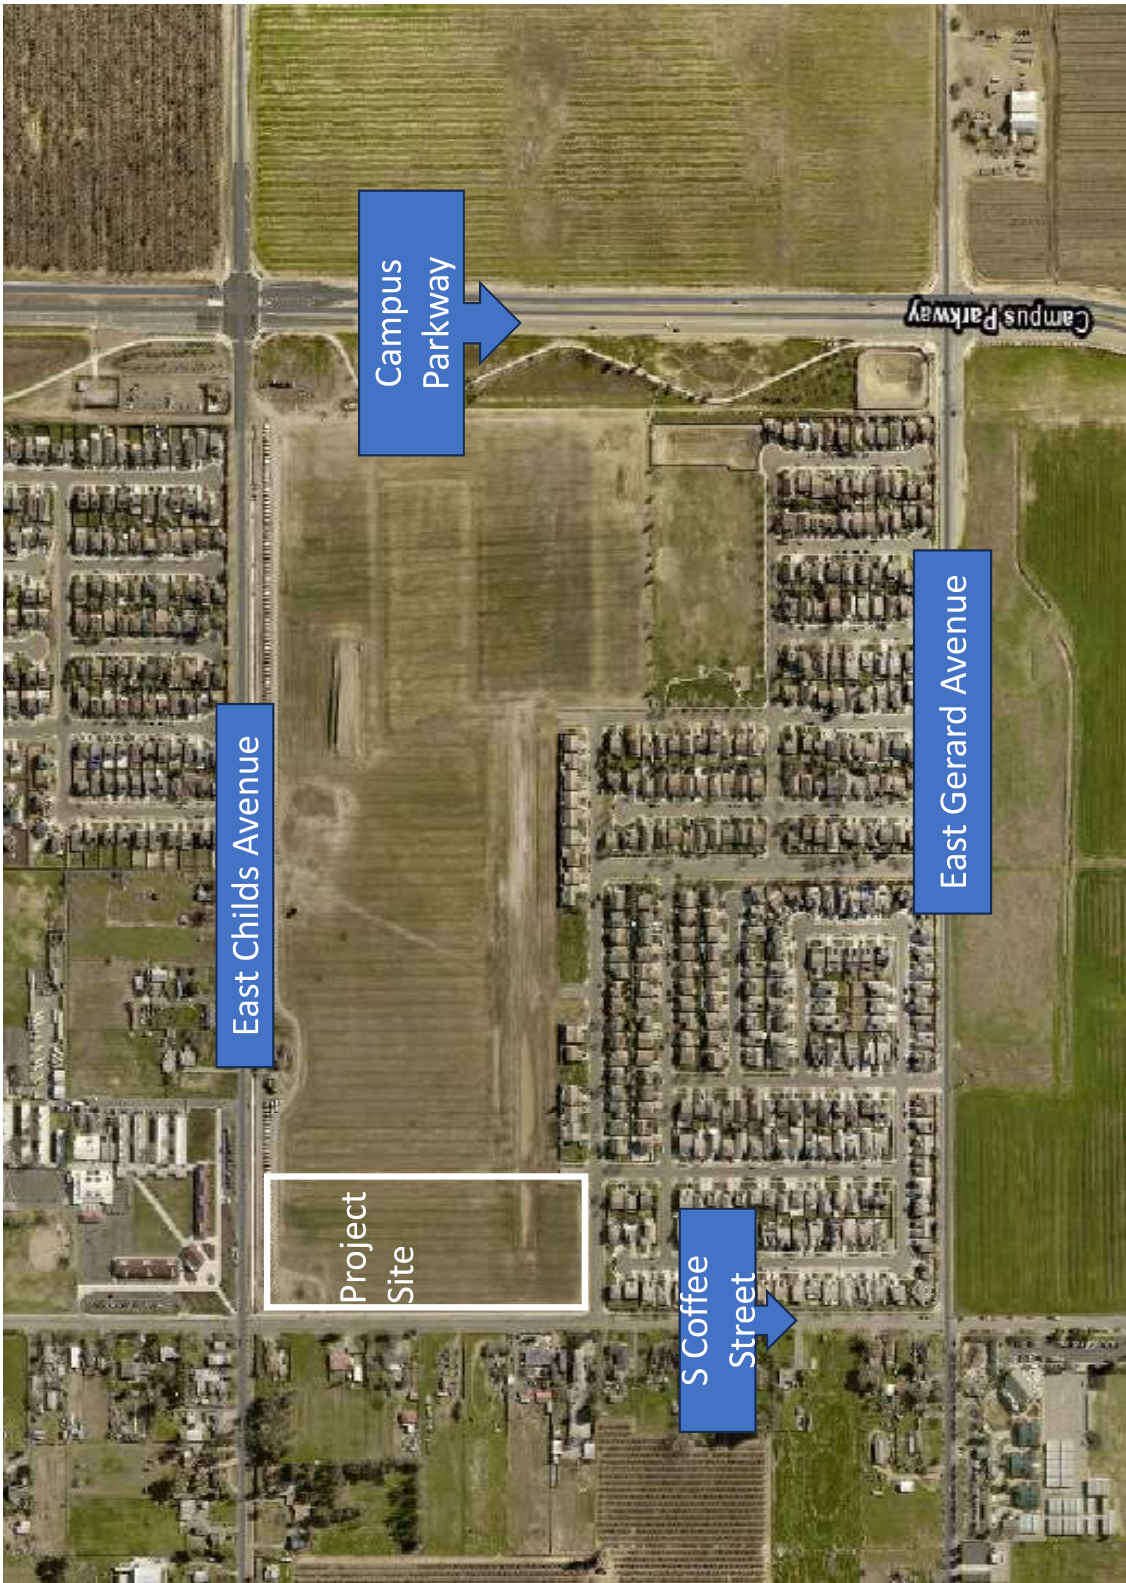 Campus
Parkway
Campus Parkway
East Childs Avenue
East Gerard Avenue
Project
Site
S Coffee
Street